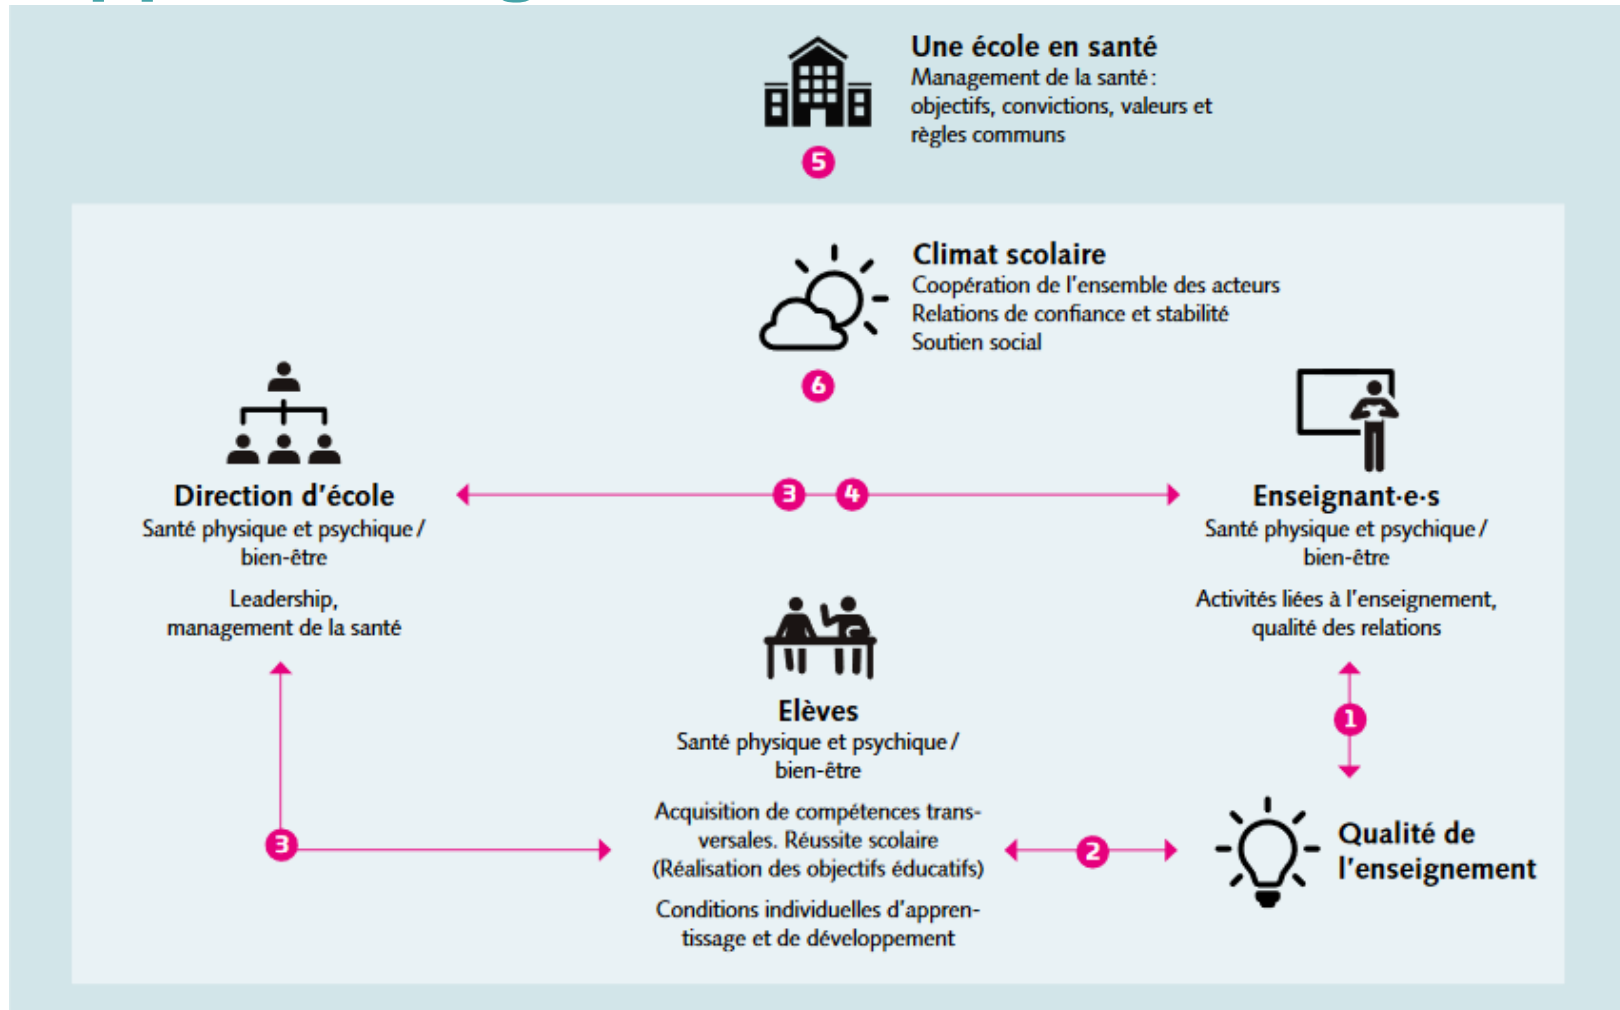 Une école en santé
Management de la santé :
objectifs, convictions, valeurs et
règles communs
5
Climat scolaire
Coopération de l'ensemble des acteurs
Relations de confiance et stabilité
Soutien social
6
Direction d'école
Santé physique et psychique /
bien-être
Leadership,
management de la santé
3
4
Enseignant·e·s
Santé physique et psychique /
bien-être
Activités liées à l'enseignement,
qualité des relations
Elèves
Santé physique et psychique /
bien-être
Acquisition de compétences trans-
versales. Réussite scolaire
(Réalisation des objectifs éducatifs)
Conditions individuelles d'appren-
tissage et de développement
1
3
2
Qualité de
l'enseignement